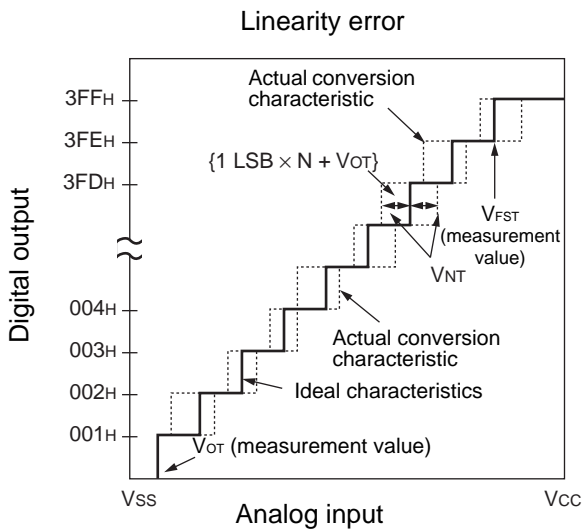 Linearity error
Actual conversion
characteristic
3FFH
3FEH
{1 LSB × N + VOT}
3FDH
VFST
(measurement
value)
VNT
Digital output
004H
Actual conversion
characteristic
003H
Ideal characteristics
002H
001H
VOT (measurement value)
VSS
VCC
Analog input